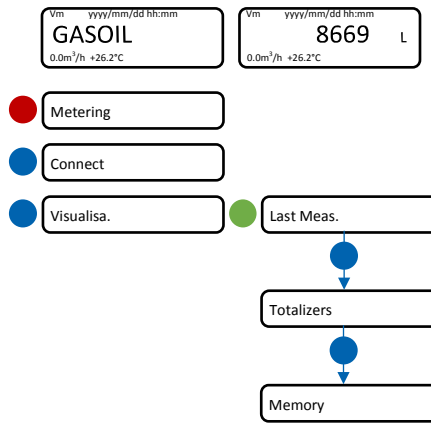 Vm yyyy/mm/dd hh:mm
GASOIL
0.0m³/h +26.2°C
Vm yyyy/mm/dd hh:mm
8669 L
0.0m³/h +26.2°C
Metering
Connect
Visualisa.
Last Meas.
Totalizers
Memory